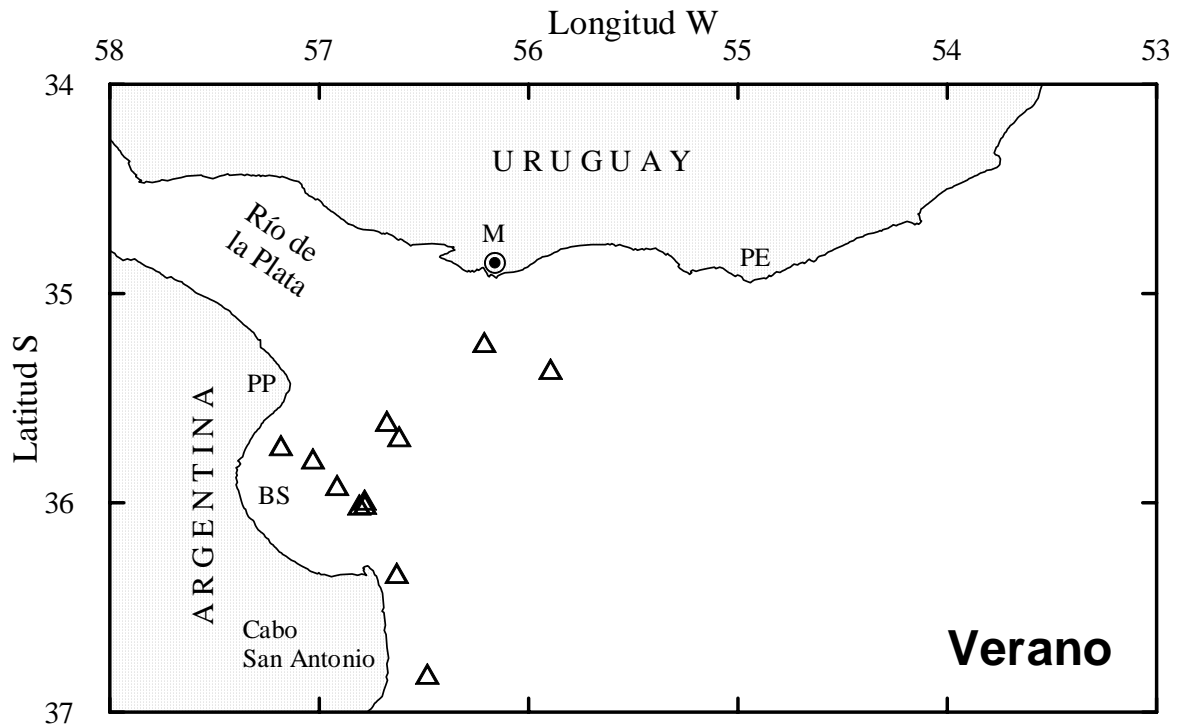 Longitud W
58 57 56 55 54 53
34
URUGUAY
Río de
la Plata
M
PE
35
Latitud S
PP
ARGENTINA
BS
36
Cabo
San Antonio
Verano
37